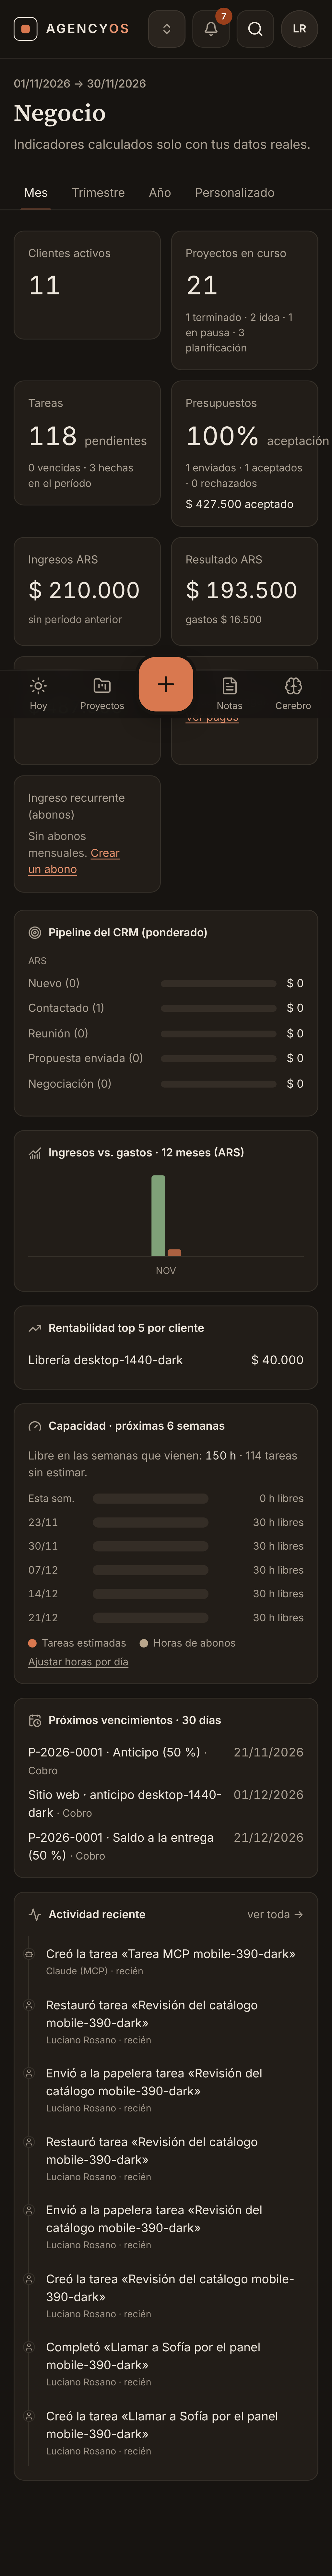 AGENCYOS
7
LR
01/11/2026 → 30/11/2026
Negocio
Indicadores calculados solo con tus datos reales.
Mes Trimestre Año Personalizado
Clientes activos
11
Proyectos en curso
21
1 terminado · 2 idea · 1
en pausa · 3
planificación
Tareas
118 pendientes
0 vencidas · 3 hechas
en el período
Presupuestos
100% aceptación
1 enviados · 1 aceptados
· 0 rechazados
$ 427.500 aceptado
Ingresos ARS
$ 210.000
sin período anterior
Resultado ARS
$ 193.500
gastos $ 16.500
Hoy
Proyectos
Notas
Cerebro
Ver pagos
Ingreso recurrente
(abonos)
Sin abonos
mensuales. Crear
un abono
Pipeline del CRM (ponderado)
ARS
Nuevo (0) $ 0
Contactado (1) $ 0
Reunión (0) $ 0
Propuesta enviada (0) $ 0
Negociación (0) $ 0
Ingresos vs. gastos · 12 meses (ARS)
NOV
Rentabilidad top 5 por cliente
Librería desktop-1440-dark $ 40.000
Capacidad · próximas 6 semanas
Libre en las semanas que vienen: 150 h · 114 tareas
sin estimar.
Esta sem. 0 h libres
23/11 30 h libres
30/11 30 h libres
07/12 30 h libres
14/12 30 h libres
21/12 30 h libres
Tareas estimadas Horas de abonos
Ajustar horas por día
Próximos vencimientos · 30 días
P-2026-0001 · Anticipo (50 %) · 21/11/2026
Cobro
Sitio web · anticipo desktop-1440- 01/12/2026
dark · Cobro
P-2026-0001 · Saldo a la entrega 21/12/2026
(50 %) · Cobro
Actividad reciente ver toda →
Creó la tarea «Tarea MCP mobile-390-dark»
Claude (MCP) · recién
Restauró tarea «Revisión del catálogo
mobile-390-dark»
Luciano Rosano · recién
Envió a la papelera tarea «Revisión del
catálogo mobile-390-dark»
Luciano Rosano · recién
Restauró tarea «Revisión del catálogo
mobile-390-dark»
Luciano Rosano · recién
Envió a la papelera tarea «Revisión del
catálogo mobile-390-dark»
Luciano Rosano · recién
Creó la tarea «Revisión del catálogo mobile-
390-dark»
Luciano Rosano · recién
Completó «Llamar a Sofía por el panel
mobile-390-dark»
Luciano Rosano · recién
Creó la tarea «Llamar a Sofía por el panel
mobile-390-dark»
Luciano Rosano · recién